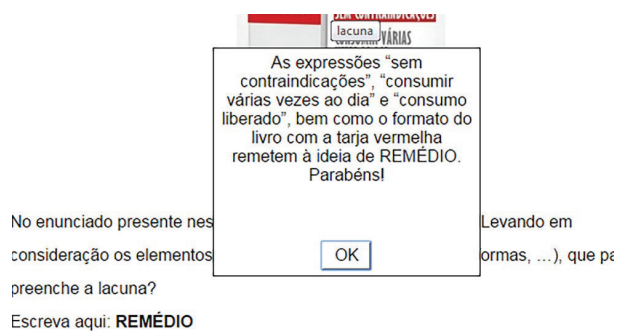 SEM CONTRAINDICAÇÕES
lacuna
CONSUMIR VÁRIAS
As expressões “sem
contraindicações”, “consumir
várias vezes ao dia” e “consumo
liberado”, bem como o formato do
livro com a tarja vermelha
remetem à ideia de REMÉDIO.
Parabéns!
No enunciado presente nes Levando em
consideração os elementos OK ormas, …), que pa
preenche a lacuna?
Escreva aqui: REMÉDIO